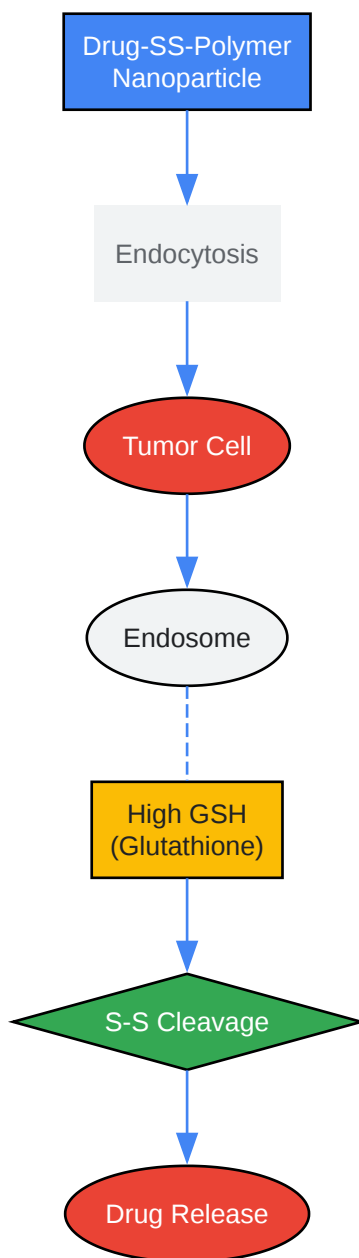 Drug-SS-Polymer
Nanoparticle
Endocytosis
Tumor Cell
Endosome
High GSH
(Glutathione)
S-S Cleavage
Drug Release